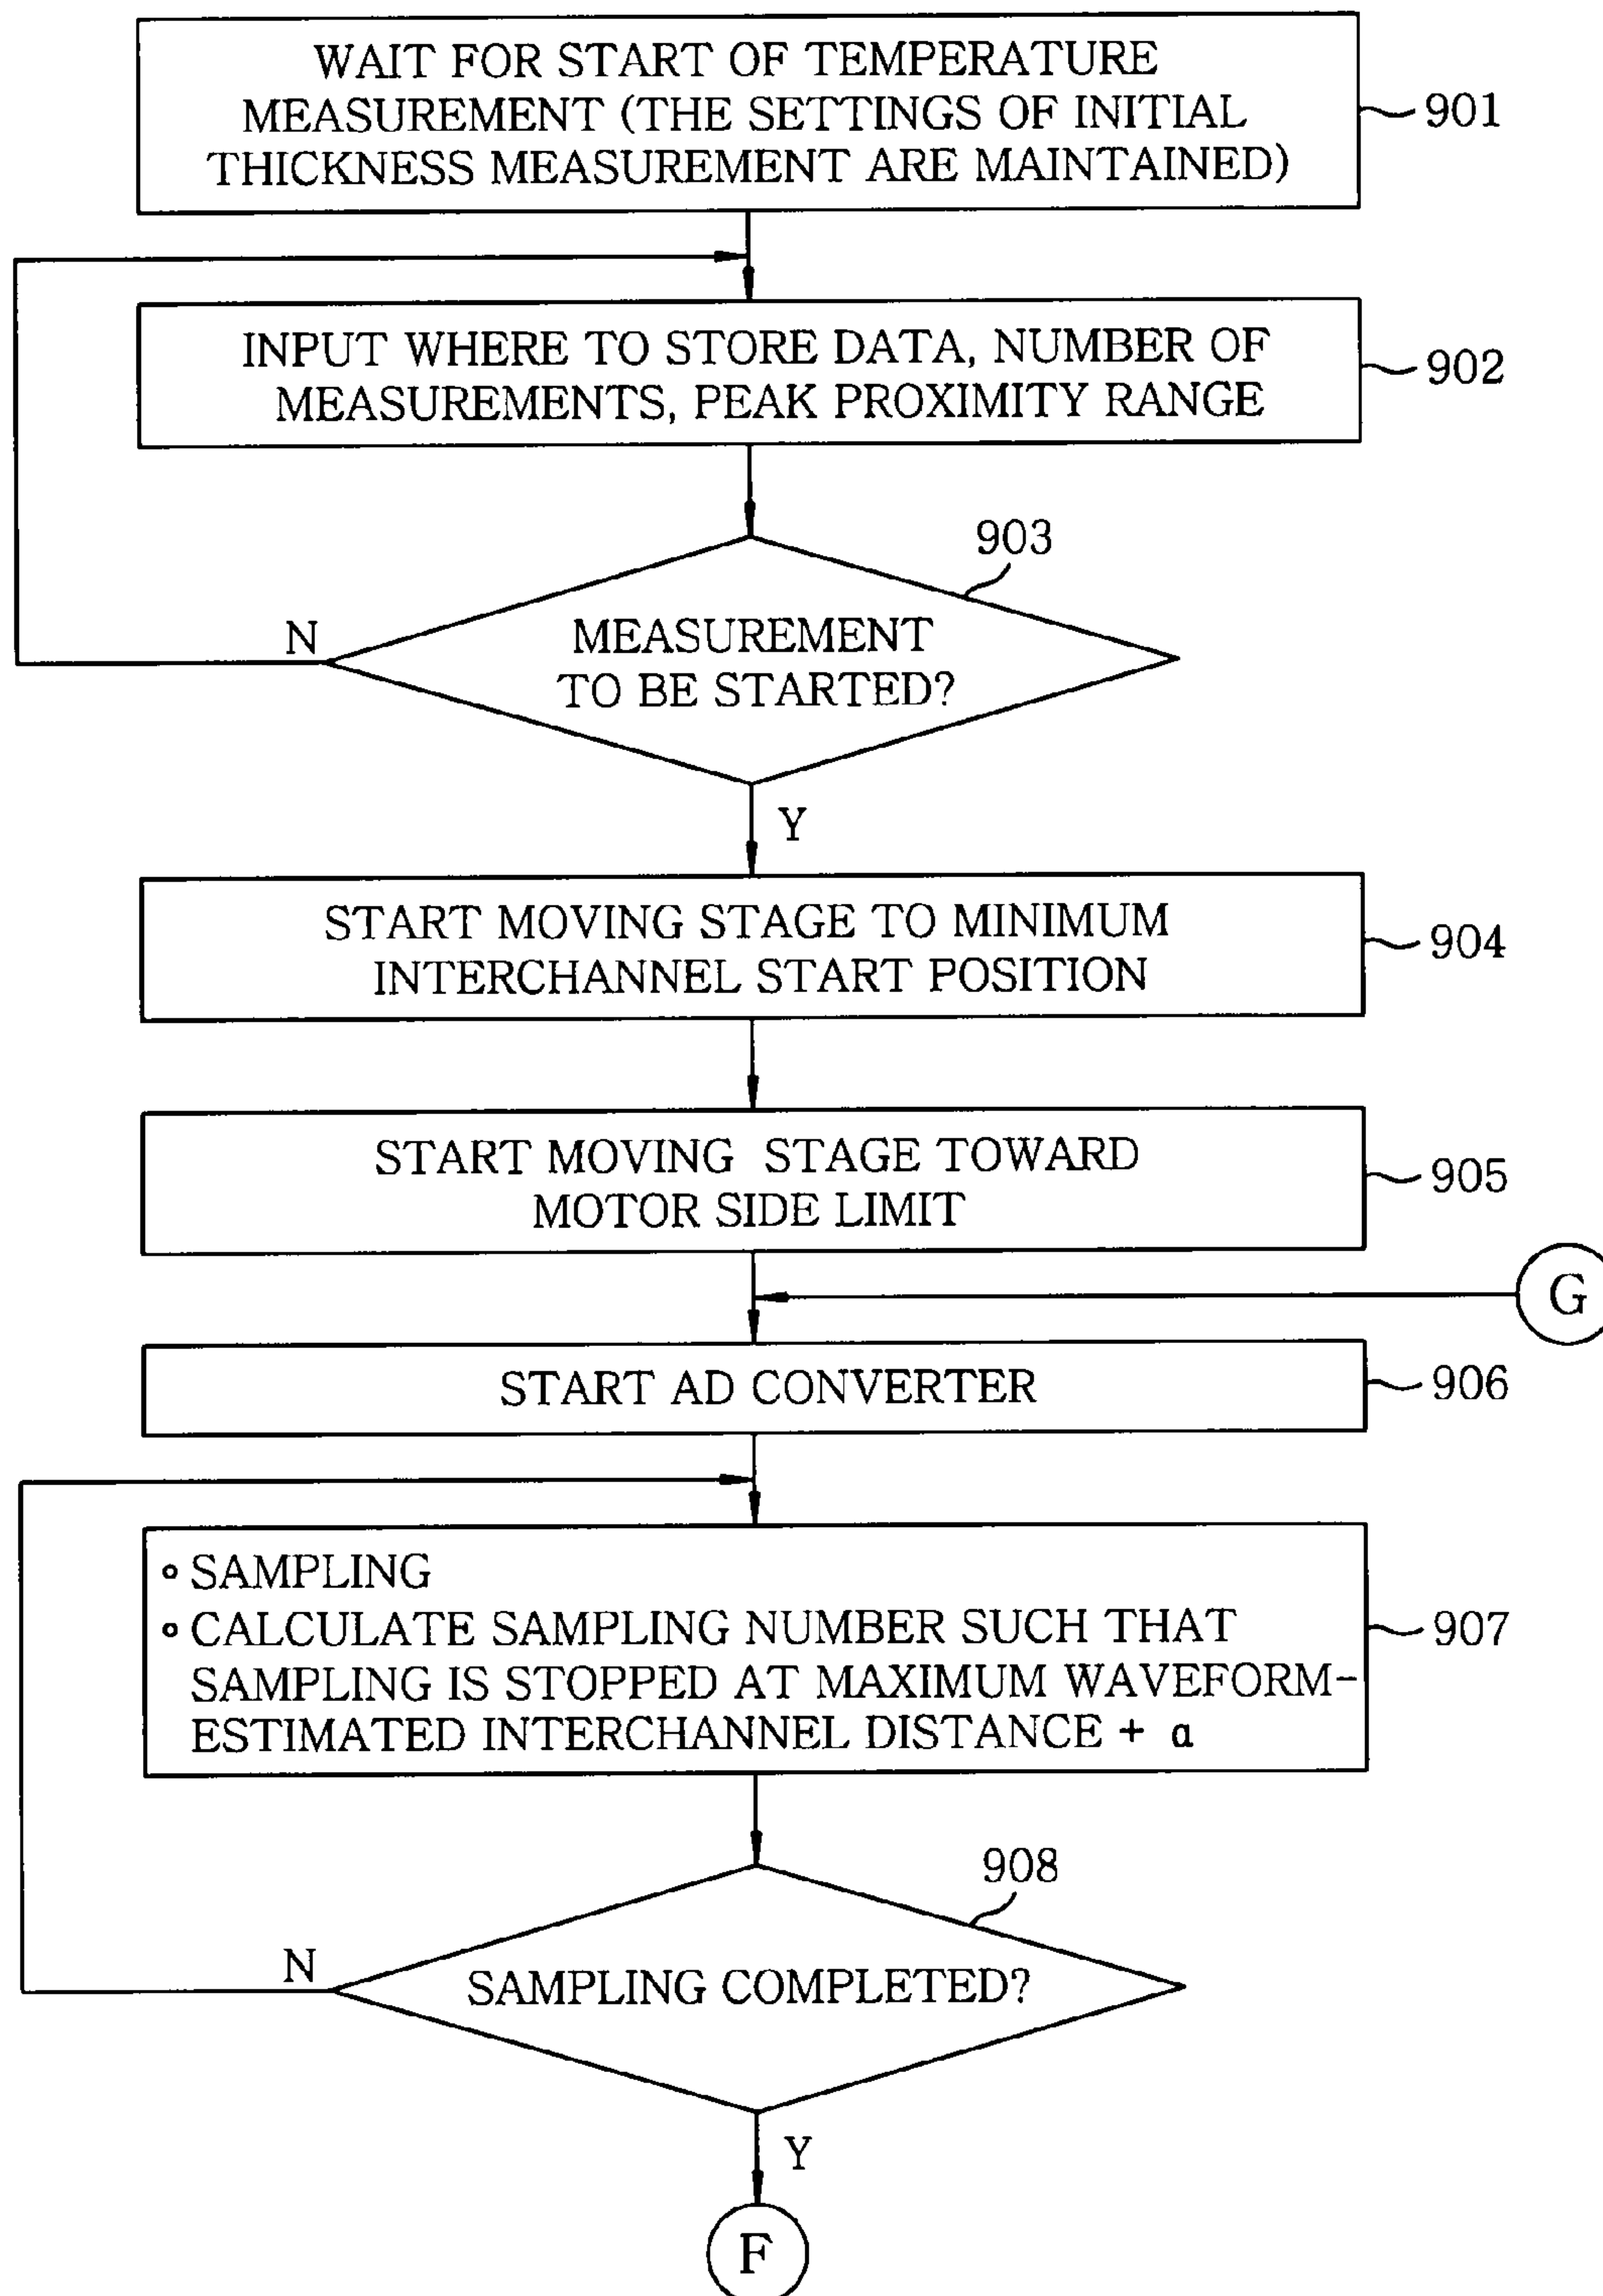 WAIT FOR START OF TEMPERATURE
MEASUREMENT (THE SETTINGS OF INITIAL
THICKNESS MEASUREMENT ARE MAINTAINED)
901
INPUT WHERE TO STORE DATA, NUMBER OF
MEASUREMENTS, PEAK PROXIMITY RANGE
902
903
MEASUREMENT
TO BE STARTED?
N
Y
START MOVING STAGE TO MINIMUM
INTERCHANNEL START POSITION
904
START MOVING STAGE TOWARD
MOTOR SIDE LIMIT
905
G
START AD CONVERTER
906
∘ SAMPLING
∘ CALCULATE SAMPLING NUMBER SUCH THAT
SAMPLING IS STOPPED AT MAXIMUM WAVEFORM-
ESTIMATED INTERCHANNEL DISTANCE + α
907
908
SAMPLING COMPLETED?
N
Y
F